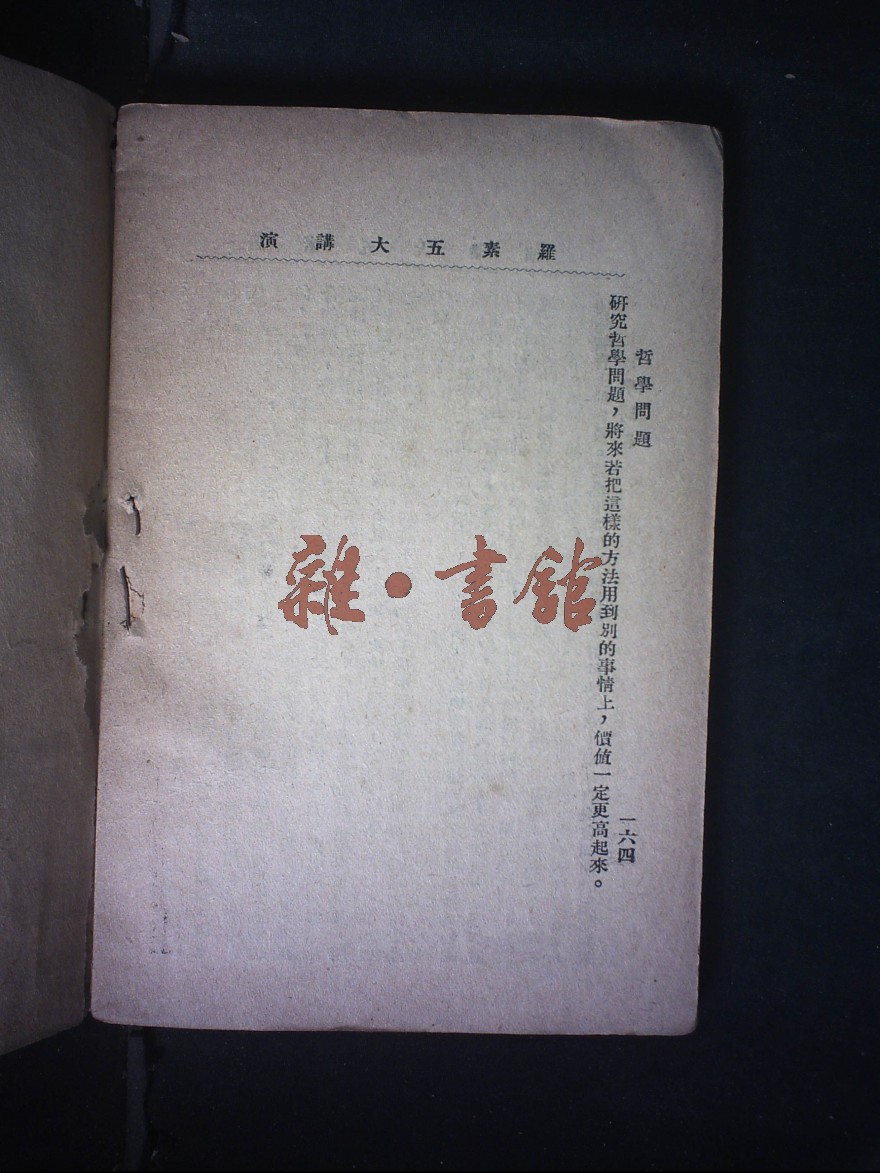 羅素五大講演
哲學問題
一六四
研究哲學問題，將來若把這樣的方法用到別的事情上，價值一定更高起來。
雜·書館